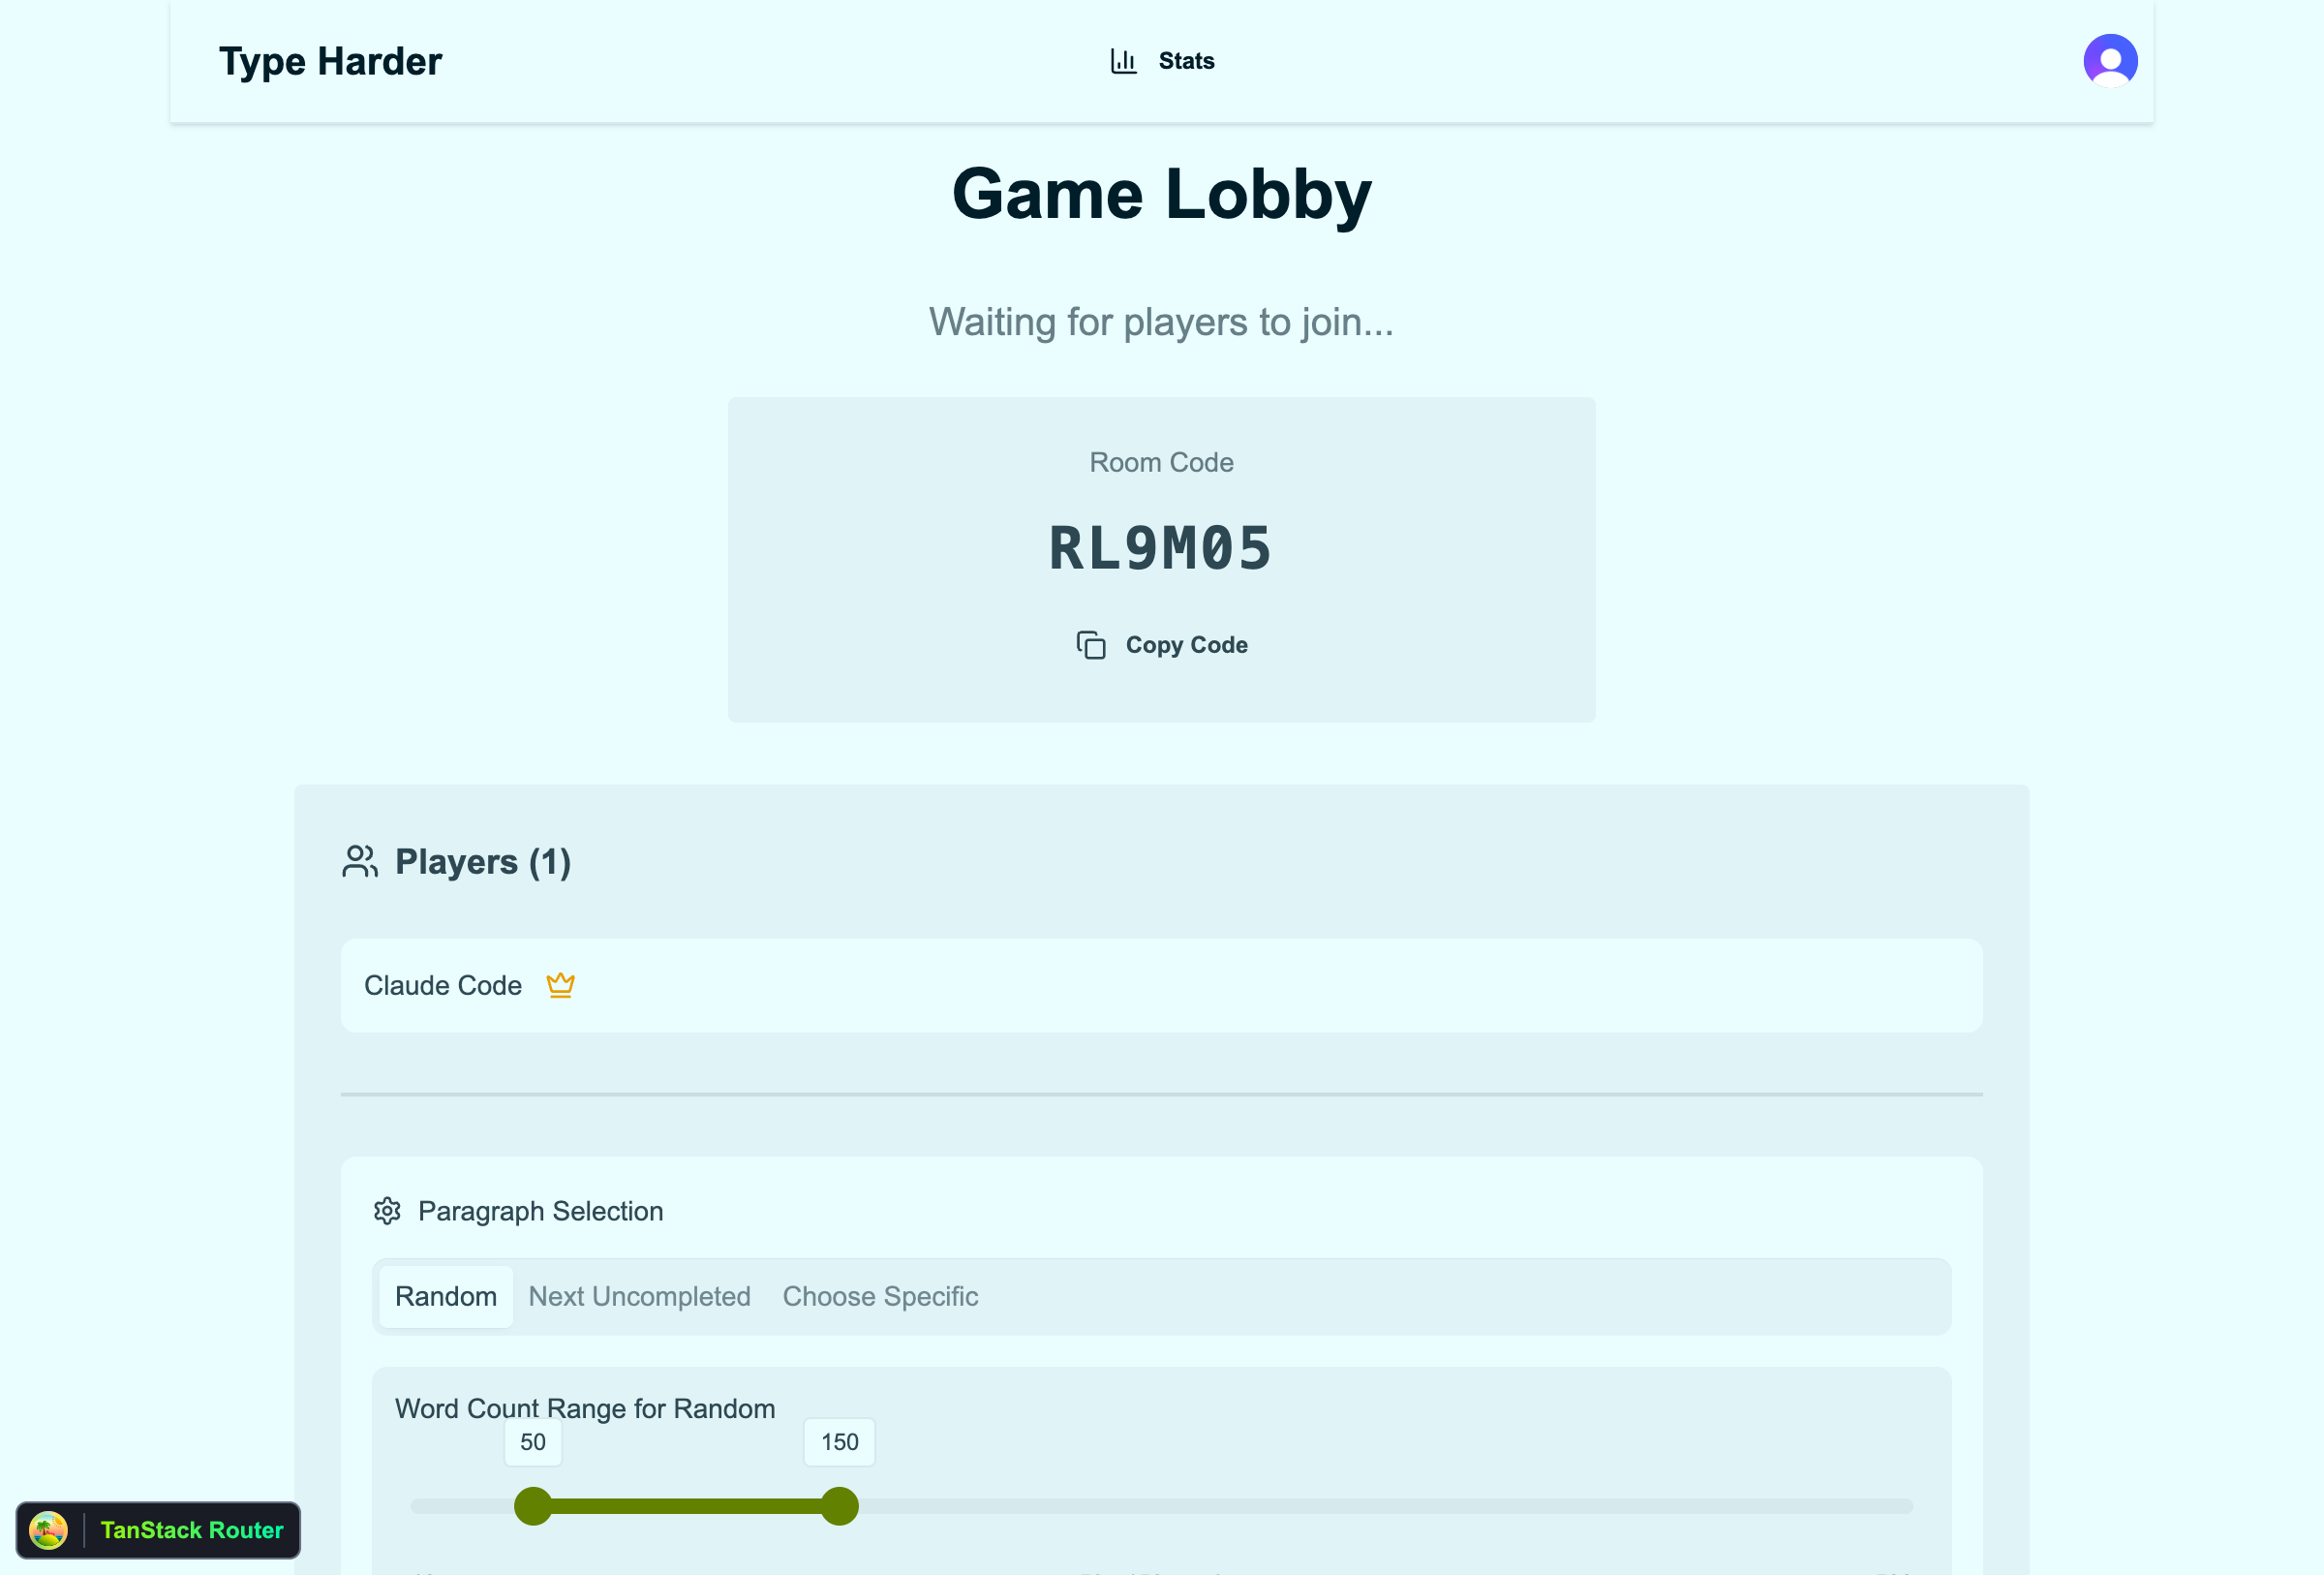 Type Harder
Stats
Game Lobby
Waiting for players to join...
Room Code
RL9M05
Copy Code
Players (1)
Claude Code
Paragraph Selection
Random Next Uncompleted Choose Specific
Word Count Range for Random
50 150
TanStack Router